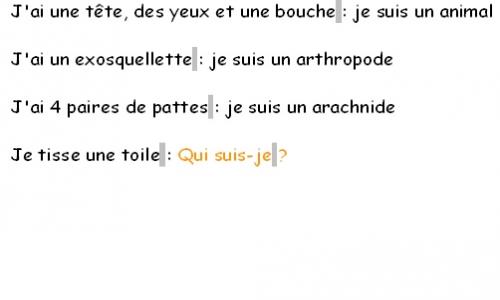 J'ai une tête, des yeux et une bouche : je suis un animal
J'ai un exosquellette : je suis un arthropode
J'ai 4 paires de pattes : je suis un arachnide
Je tisse une toile : Qui suis-je ?